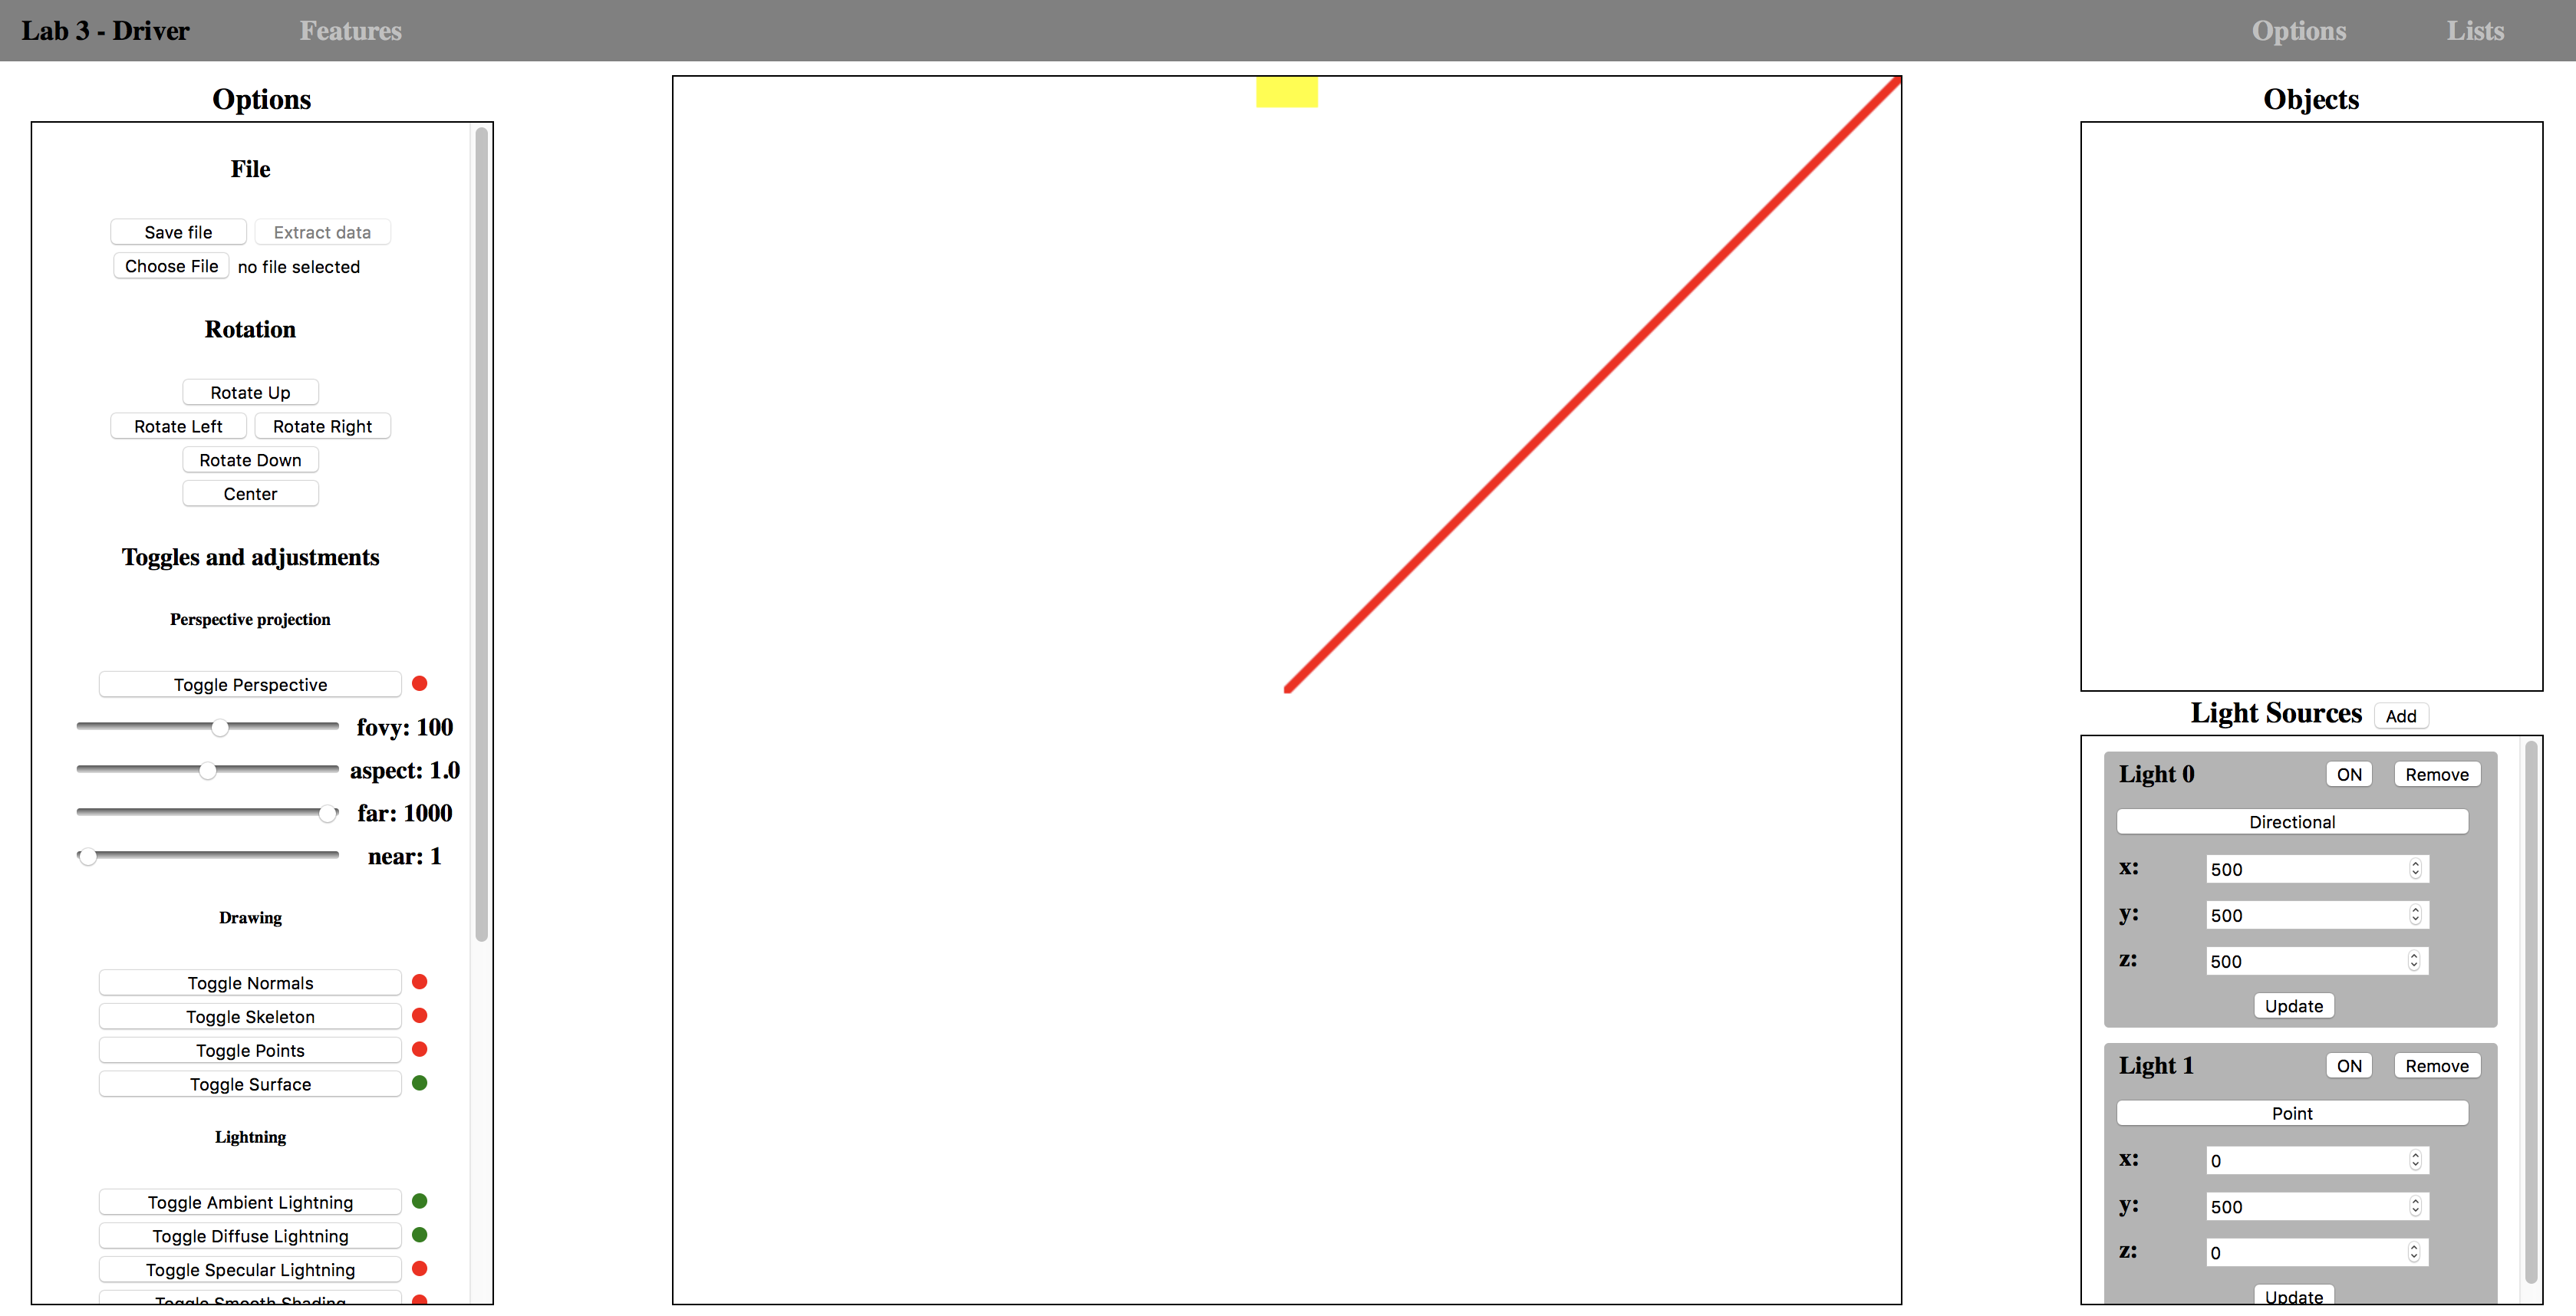 Lab 3 - Driver Features Options Lists
Options
File
Save file Extract data
Choose File no file selected
Rotation
Rotate Up
Rotate Left Rotate Right
Rotate Down
Center
Toggles and adjustments
Perspective projection
Toggle Perspective
fovy: 100
aspect: 1.0
far: 1000
near: 1
Drawing
Toggle Normals
Toggle Skeleton
Toggle Points
Toggle Surface
Lightning
Toggle Ambient Lightning
Toggle Diffuse Lightning
Toggle Specular Lightning
Toggle Smooth Shading
Objects
Light Sources Add
Light 0 ON Remove
Directional
x: 500
y: 500
z: 500
Update
Light 1 ON Remove
Point
x: 0
y: 500
z: 0
Update